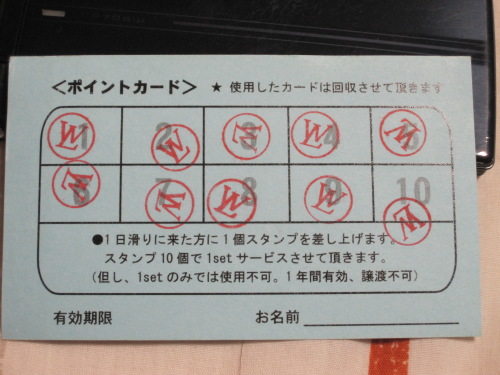 ＜ポイントカード＞ ★ 使用したカードは回収させて頂きます
1 2 3 4 5
6 7 8 9 10
●1日滑りに来た方に1個スタンプを差し上げます。
スタンプ10個で1setサービスさせて頂きます。
(但し、1setのみでは使用不可。1年間有効、譲渡不可)
有効期限 お名前